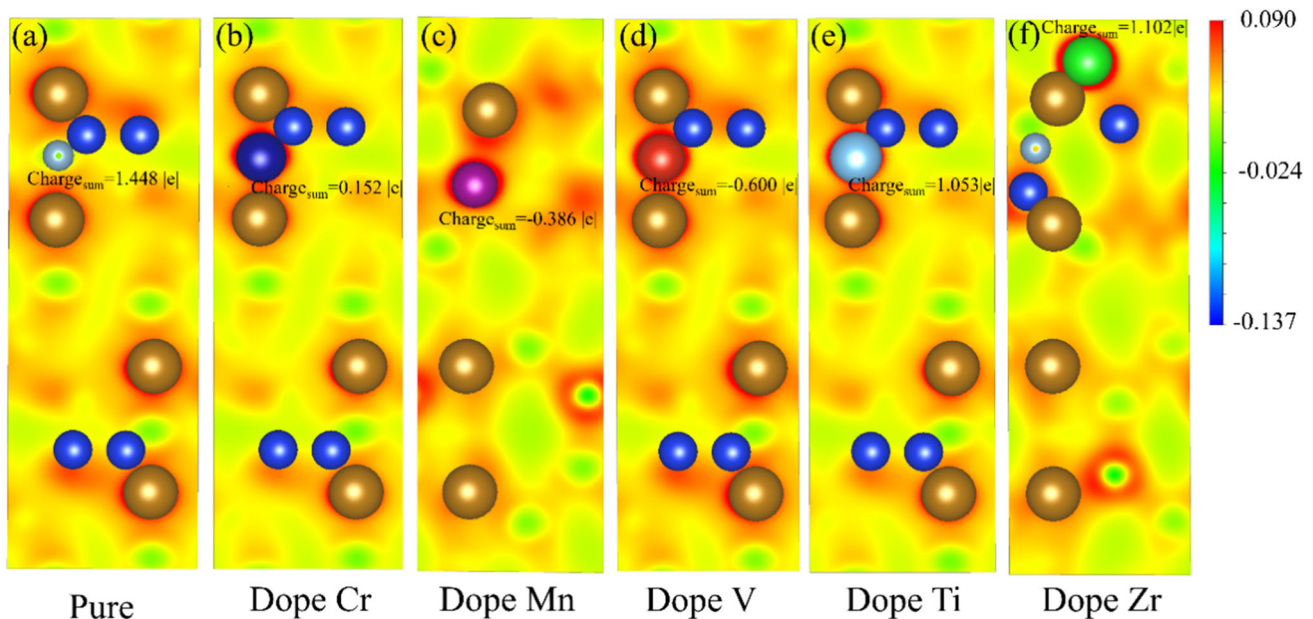 (a) (b) (c) (d) (e) (f)
Charge_sum=1.102|e|
0.090
Charge_sum=1.448 |e|
Charge_sum=0.152 |e|
Charge_sum=-0.386 |e|
Charge_sum=-0.600 |e|
Charge_sum=1.053|e|
-0.024
-0.137
Pure Dope Cr Dope Mn Dope V Dope Ti Dope Zr